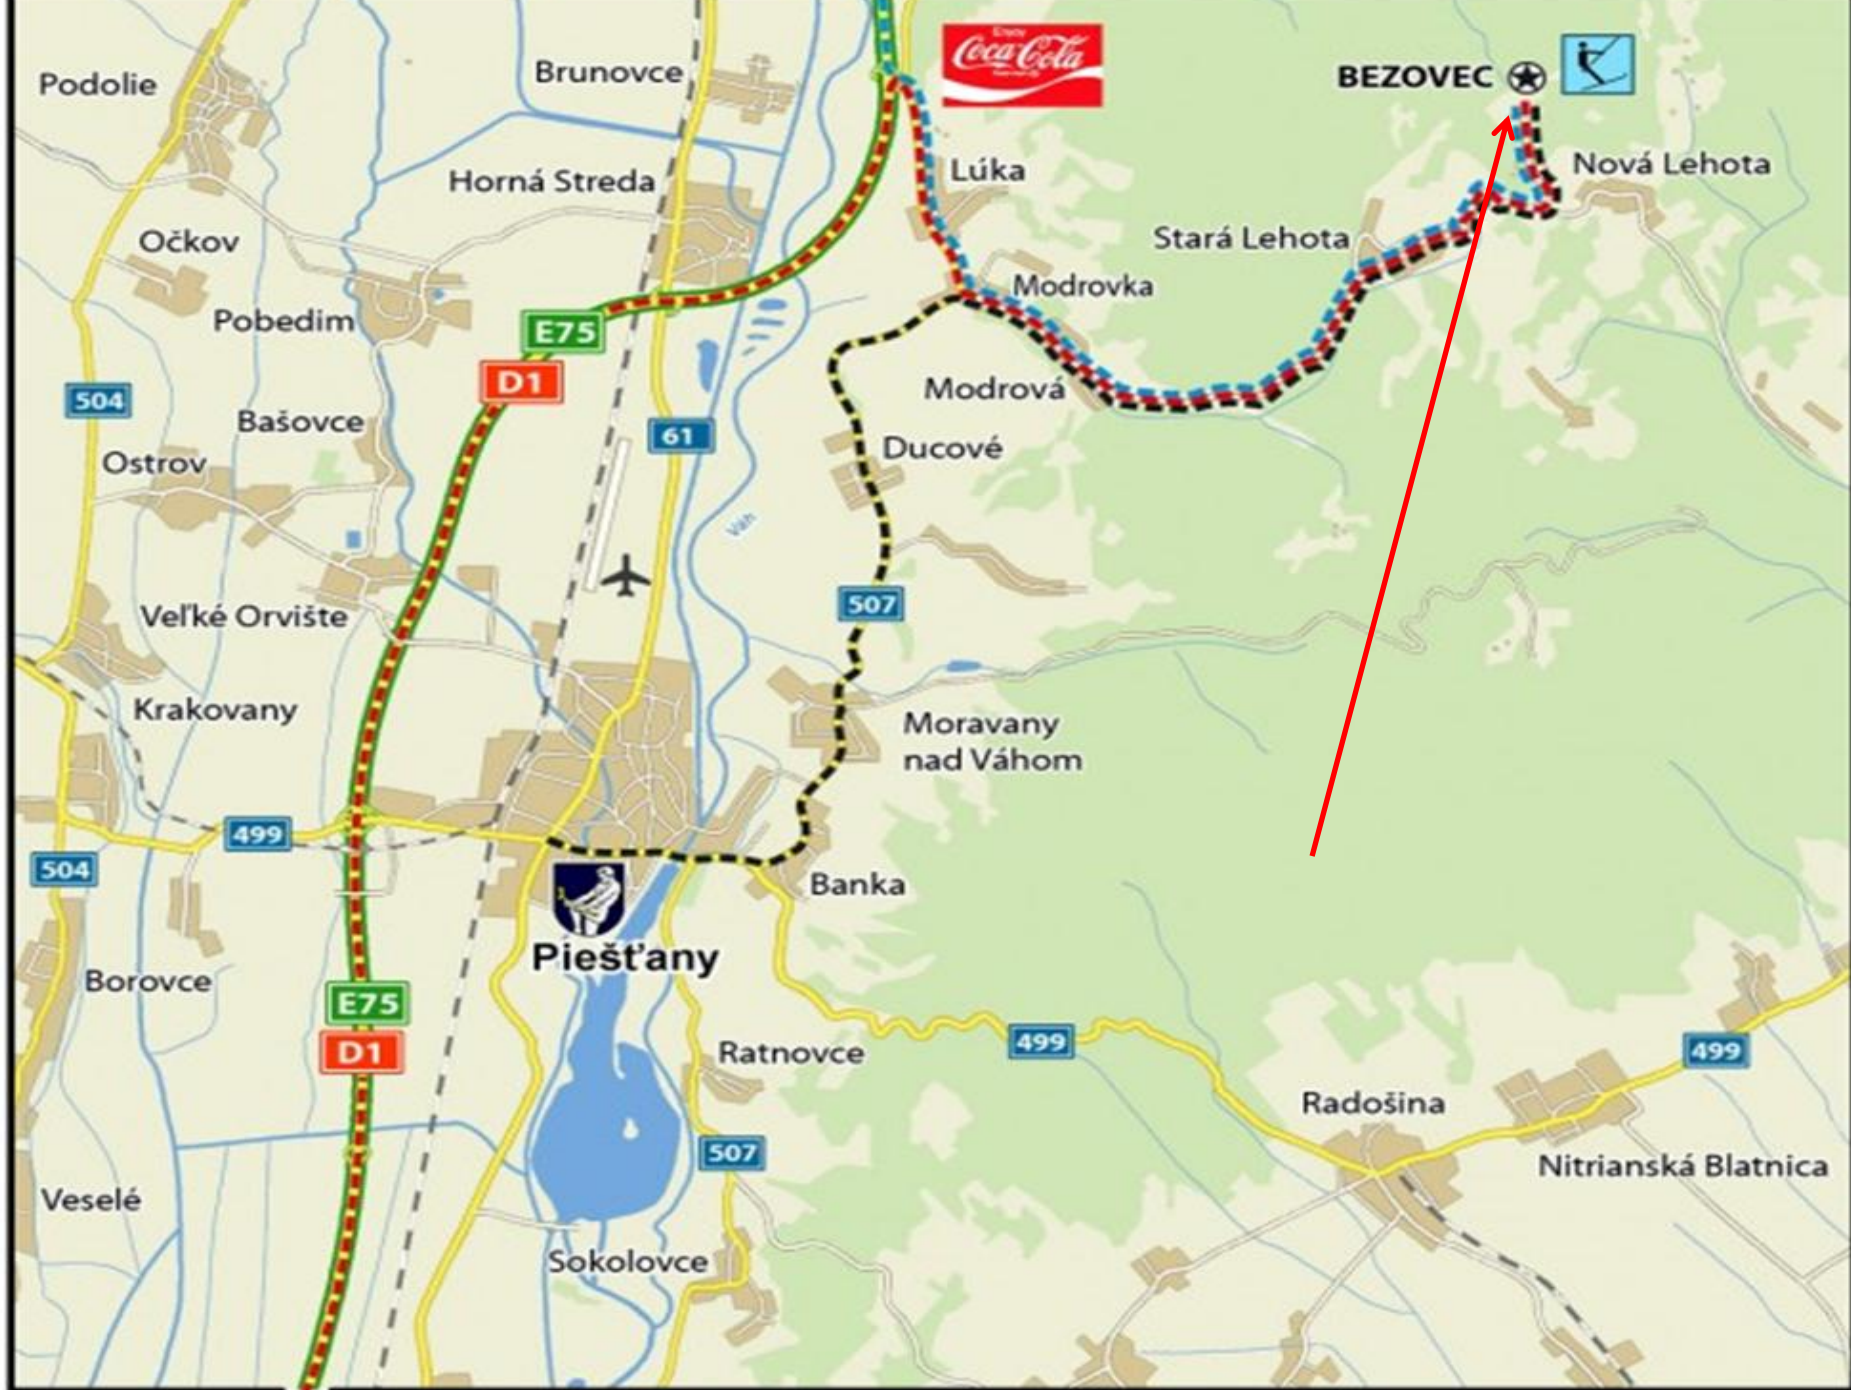 Enjoy
Coca-Cola
Podolie
Brunovce
BEZOVEC
Lúka
Nová Lehota
Horná Streda
Stará Lehota
Očkov
Modrovka
Pobedim
E75
D1
504
Modrová
Bašovce
61
Ducové
Ostrov
Váh
507
Veľké Orvište
Krakovany
Moravany
nad Váhom
499
504
Banka
Piešťany
Borovce
E75
D1
Ratnovce
499
499
Radošina
507
Nitrianská Blatnica
Veselé
Sokolovce